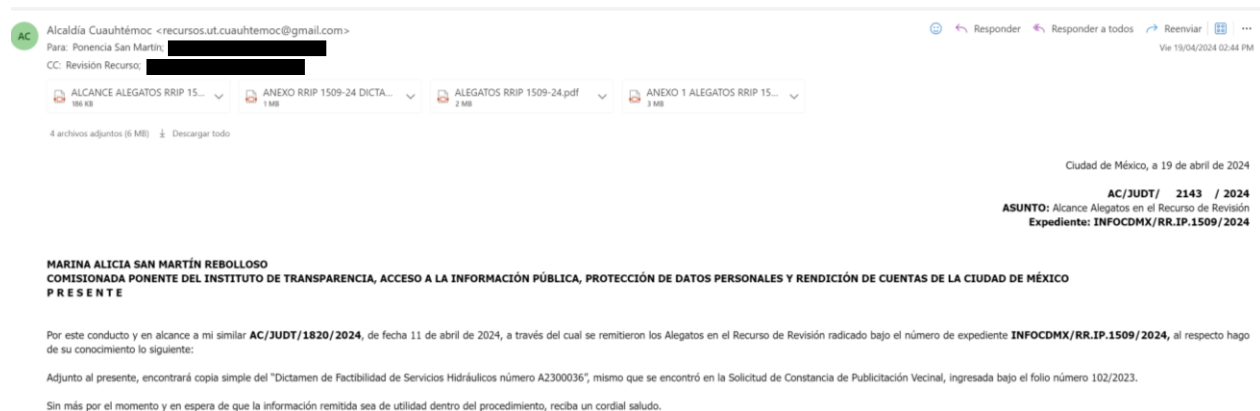 AC
Alcaldía Cuauhtémoc <recursos.ut.cuauhtemoc@gmail.com>
Responder
Responder a todos
Reenviar
Para: Ponencia San Martín;
Vie 19/04/2024 02:44 PM
CC: Revisión Recurso;
ALCANCE ALEGATOS RRIP 15...
186 KB
ANEXO RRIP 1509-24 DICTA...
1 MB
ALEGATOS RRIP 1509-24.pdf
2 MB
ANEXO 1 ALEGATOS RRIP 15...
3 MB
4 archivos adjuntos (6 MB) Descargar todo
Ciudad de México, a 19 de abril de 2024
AC/JUDT/ 2143 / 2024
ASUNTO: Alcance Alegatos en el Recurso de Revisión
Expediente: INFOCDMX/RR.IP.1509/2024
MARINA ALICIA SAN MARTÍN REBOLLOSO
COMISIONADA PONENTE DEL INSTITUTO DE TRANSPARENCIA, ACCESO A LA INFORMACIÓN PÚBLICA, PROTECCIÓN DE DATOS PERSONALES Y RENDICIÓN DE CUENTAS DE LA CIUDAD DE MÉXICO
P R E S E N T E
Por este conducto y en alcance a mi similar AC/JUDT/1820/2024, de fecha 11 de abril de 2024, a través del cual se remitieron los Alegatos en el Recurso de Revisión radicado bajo el número de expediente INFOCDMX/RR.IP.1509/2024, al respecto hago
de su conocimiento lo siguiente:
Adjunto al presente, encontrará copia simple del "Dictamen de Factibilidad de Servicios Hidráulicos número A2300036", mismo que se encontró en la Solicitud de Constancia de Publicitación Vecinal, ingresada bajo el folio número 102/2023.
Sin más por el momento y en espera de que la información remitida sea de utilidad dentro del procedimiento, reciba un cordial saludo.